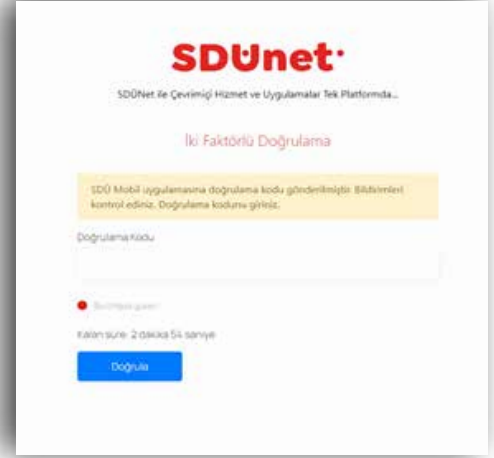 SDÜnet
SDÜNet ile Çevrimiçi Hizmet ve Uygulamalar Tek Platformda...
İki Faktörlü Doğrulama
SDÜ Mobil uygulamasına doğrulama kodu gönderilmiştir. Bildirimleri
kontrol ediniz. Doğrulama kodunu giriniz.
Doğrulama Kodu
Kalan süre: 2 dakika 54 saniye
Doğrula